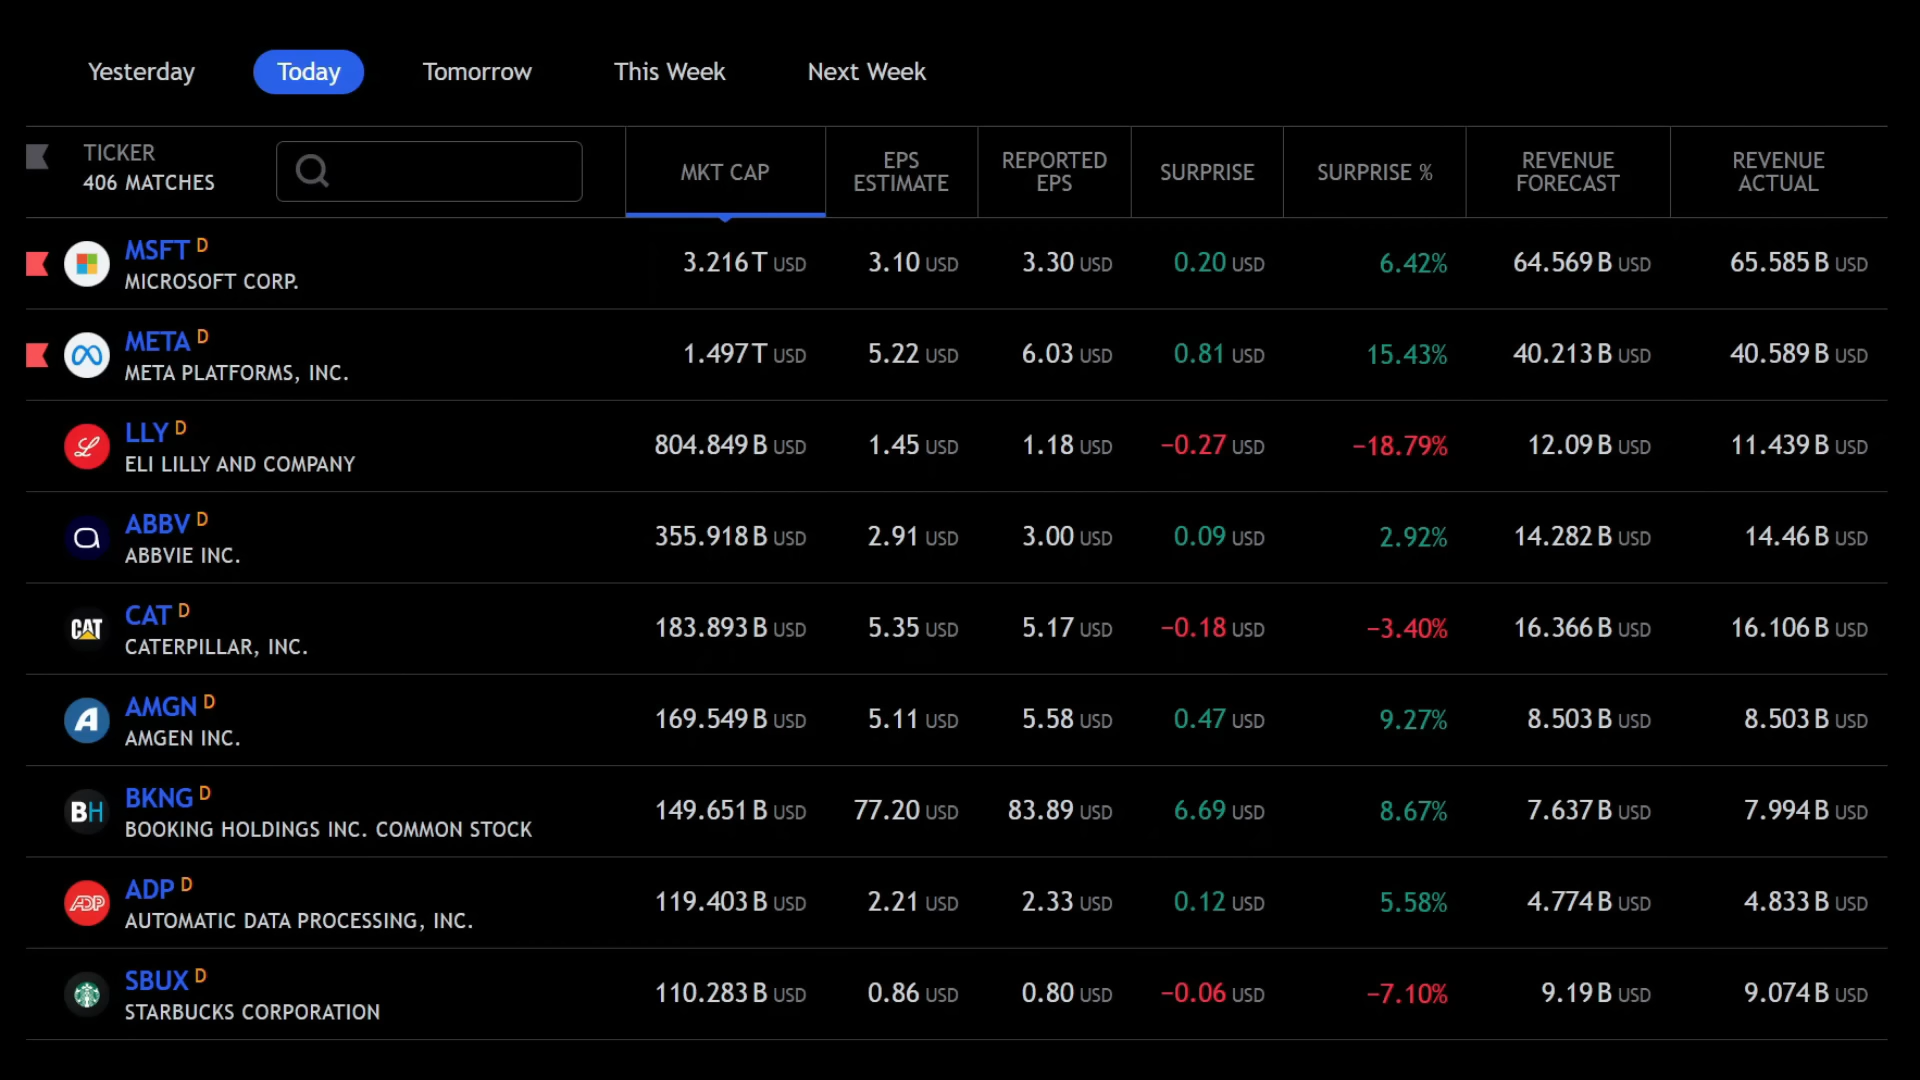 Yesterday Today Tomorrow This Week Next Week
TICKER
406 MATCHES
MKT CAP
EPS
ESTIMATE
REPORTED
EPS
SURPRISE
SURPRISE %
REVENUE
FORECAST
REVENUE
ACTUAL
MSFT D
MICROSOFT CORP.
3.216 T USD 3.10 USD 3.30 USD 0.20 USD 6.42% 64.569 B USD 65.585 B USD
META D
META PLATFORMS, INC.
1.497 T USD 5.22 USD 6.03 USD 0.81 USD 15.43% 40.213 B USD 40.589 B USD
LLY D
ELI LILLY AND COMPANY
804.849 B USD 1.45 USD 1.18 USD −0.27 USD −18.79% 12.09 B USD 11.439 B USD
ABBV D
ABBVIE INC.
355.918 B USD 2.91 USD 3.00 USD 0.09 USD 2.92% 14.282 B USD 14.46 B USD
CAT
CAT D
CATERPILLAR, INC.
183.893 B USD 5.35 USD 5.17 USD −0.18 USD −3.40% 16.366 B USD 16.106 B USD
AMGN D
AMGEN INC.
169.549 B USD 5.11 USD 5.58 USD 0.47 USD 9.27% 8.503 B USD 8.503 B USD
BH
BKNG D
BOOKING HOLDINGS INC. COMMON STOCK
149.651 B USD 77.20 USD 83.89 USD 6.69 USD 8.67% 7.637 B USD 7.994 B USD
ADP
ADP D
AUTOMATIC DATA PROCESSING, INC.
119.403 B USD 2.21 USD 2.33 USD 0.12 USD 5.58% 4.774 B USD 4.833 B USD
SBUX D
STARBUCKS CORPORATION
110.283 B USD 0.86 USD 0.80 USD −0.06 USD −7.10% 9.19 B USD 9.074 B USD